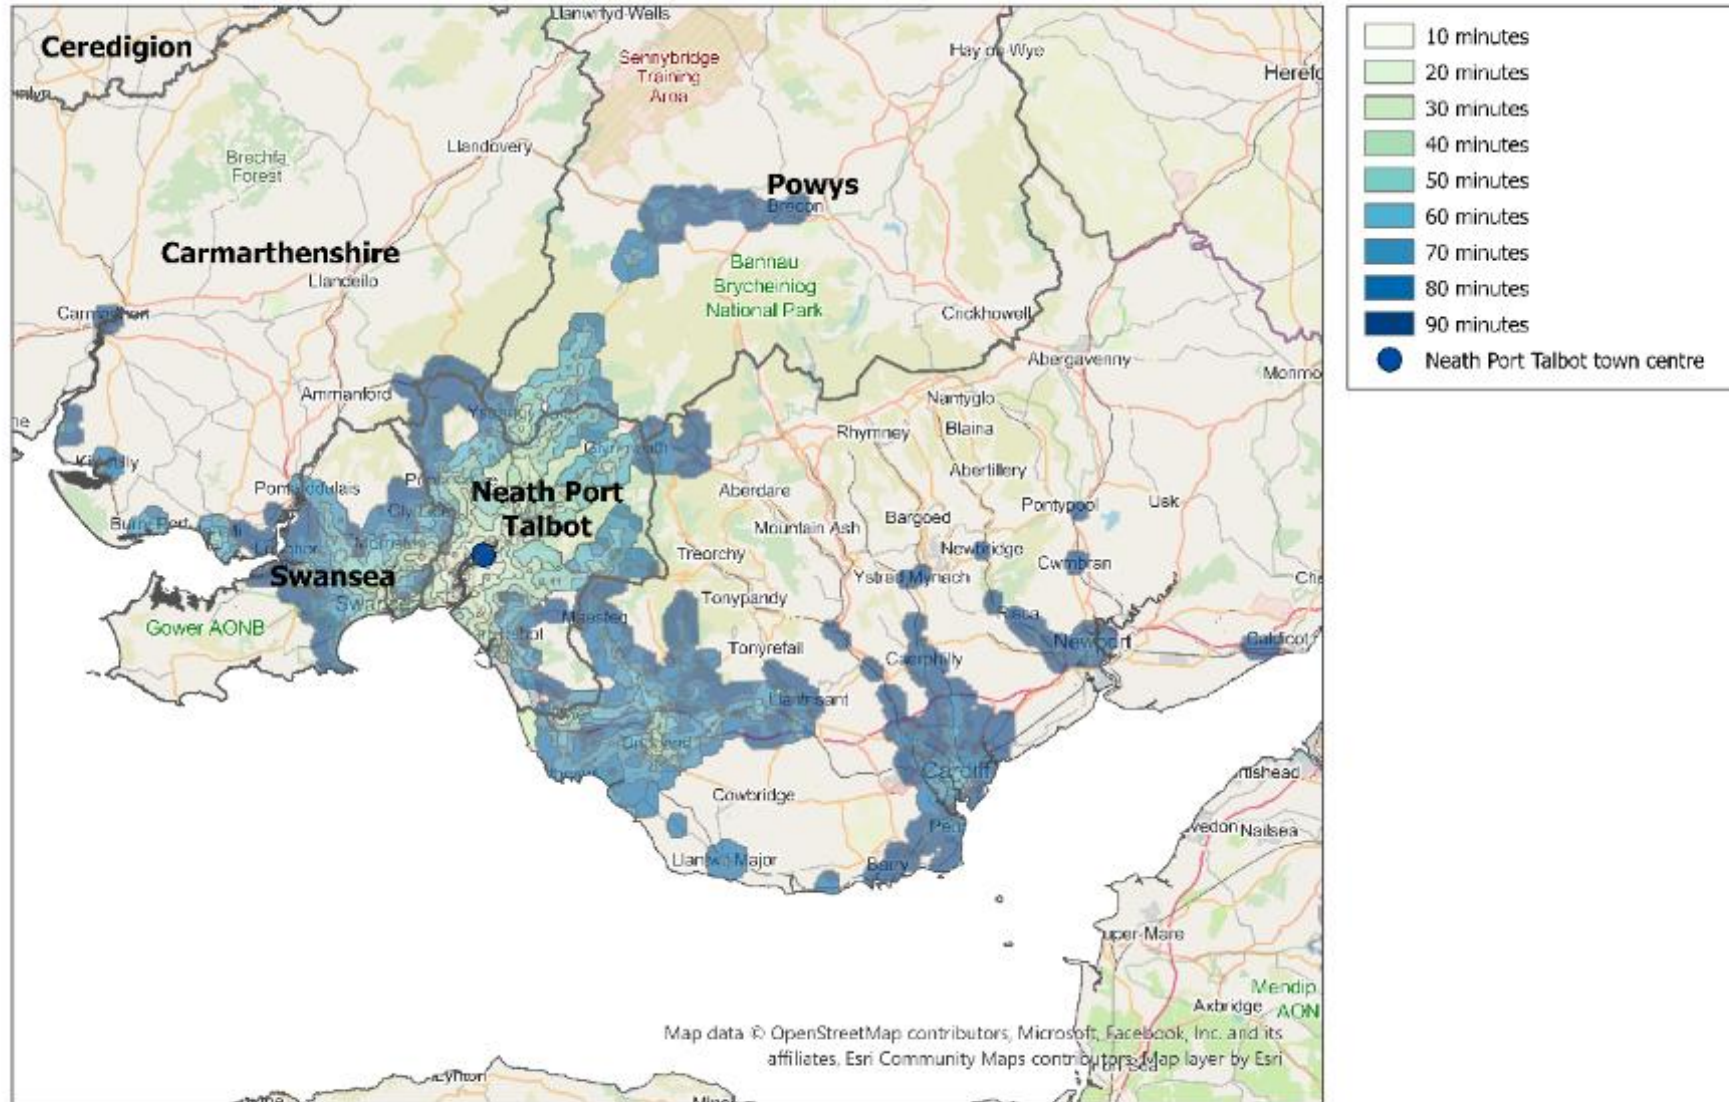 Llanwrtyd-Wells
Ceredigion
Sennybridge
Training
Area
Hay on Wye
Llandovery
Brechfa
Forest
Powys
Brecon
Carmarthenshire
Llandeilo
Bannau
Brycheiniog
National Park
Crickhowell
Abergavenny
Ammanford
Nantyglo
Rhymney
Blaina
Abertillery
Aberdare
Pontypool
Usk
Bargoed
Mountain Ash
Neath Port
Talbot
Treorchy
Newbridge
Cwmbran
Ystrad Mynach
Swansea
Tonypandy
Risca
Gower AONB
Maesteg
Newport
Caldicot
Tonyrefail
Caerphilly
Llantrisant
Cardiff
Cowbridge
Llantwit Major
Barry
Nailsea
Mendip
AON
Axbridge
Map data © OpenStreetMap contributors, Microsoft, Facebook, Inc. and its
affiliates, Esri Community Maps contributors, Map layer by Esri
10 minutes
20 minutes
30 minutes
40 minutes
50 minutes
60 minutes
70 minutes
80 minutes
90 minutes
Neath Port Talbot town centre